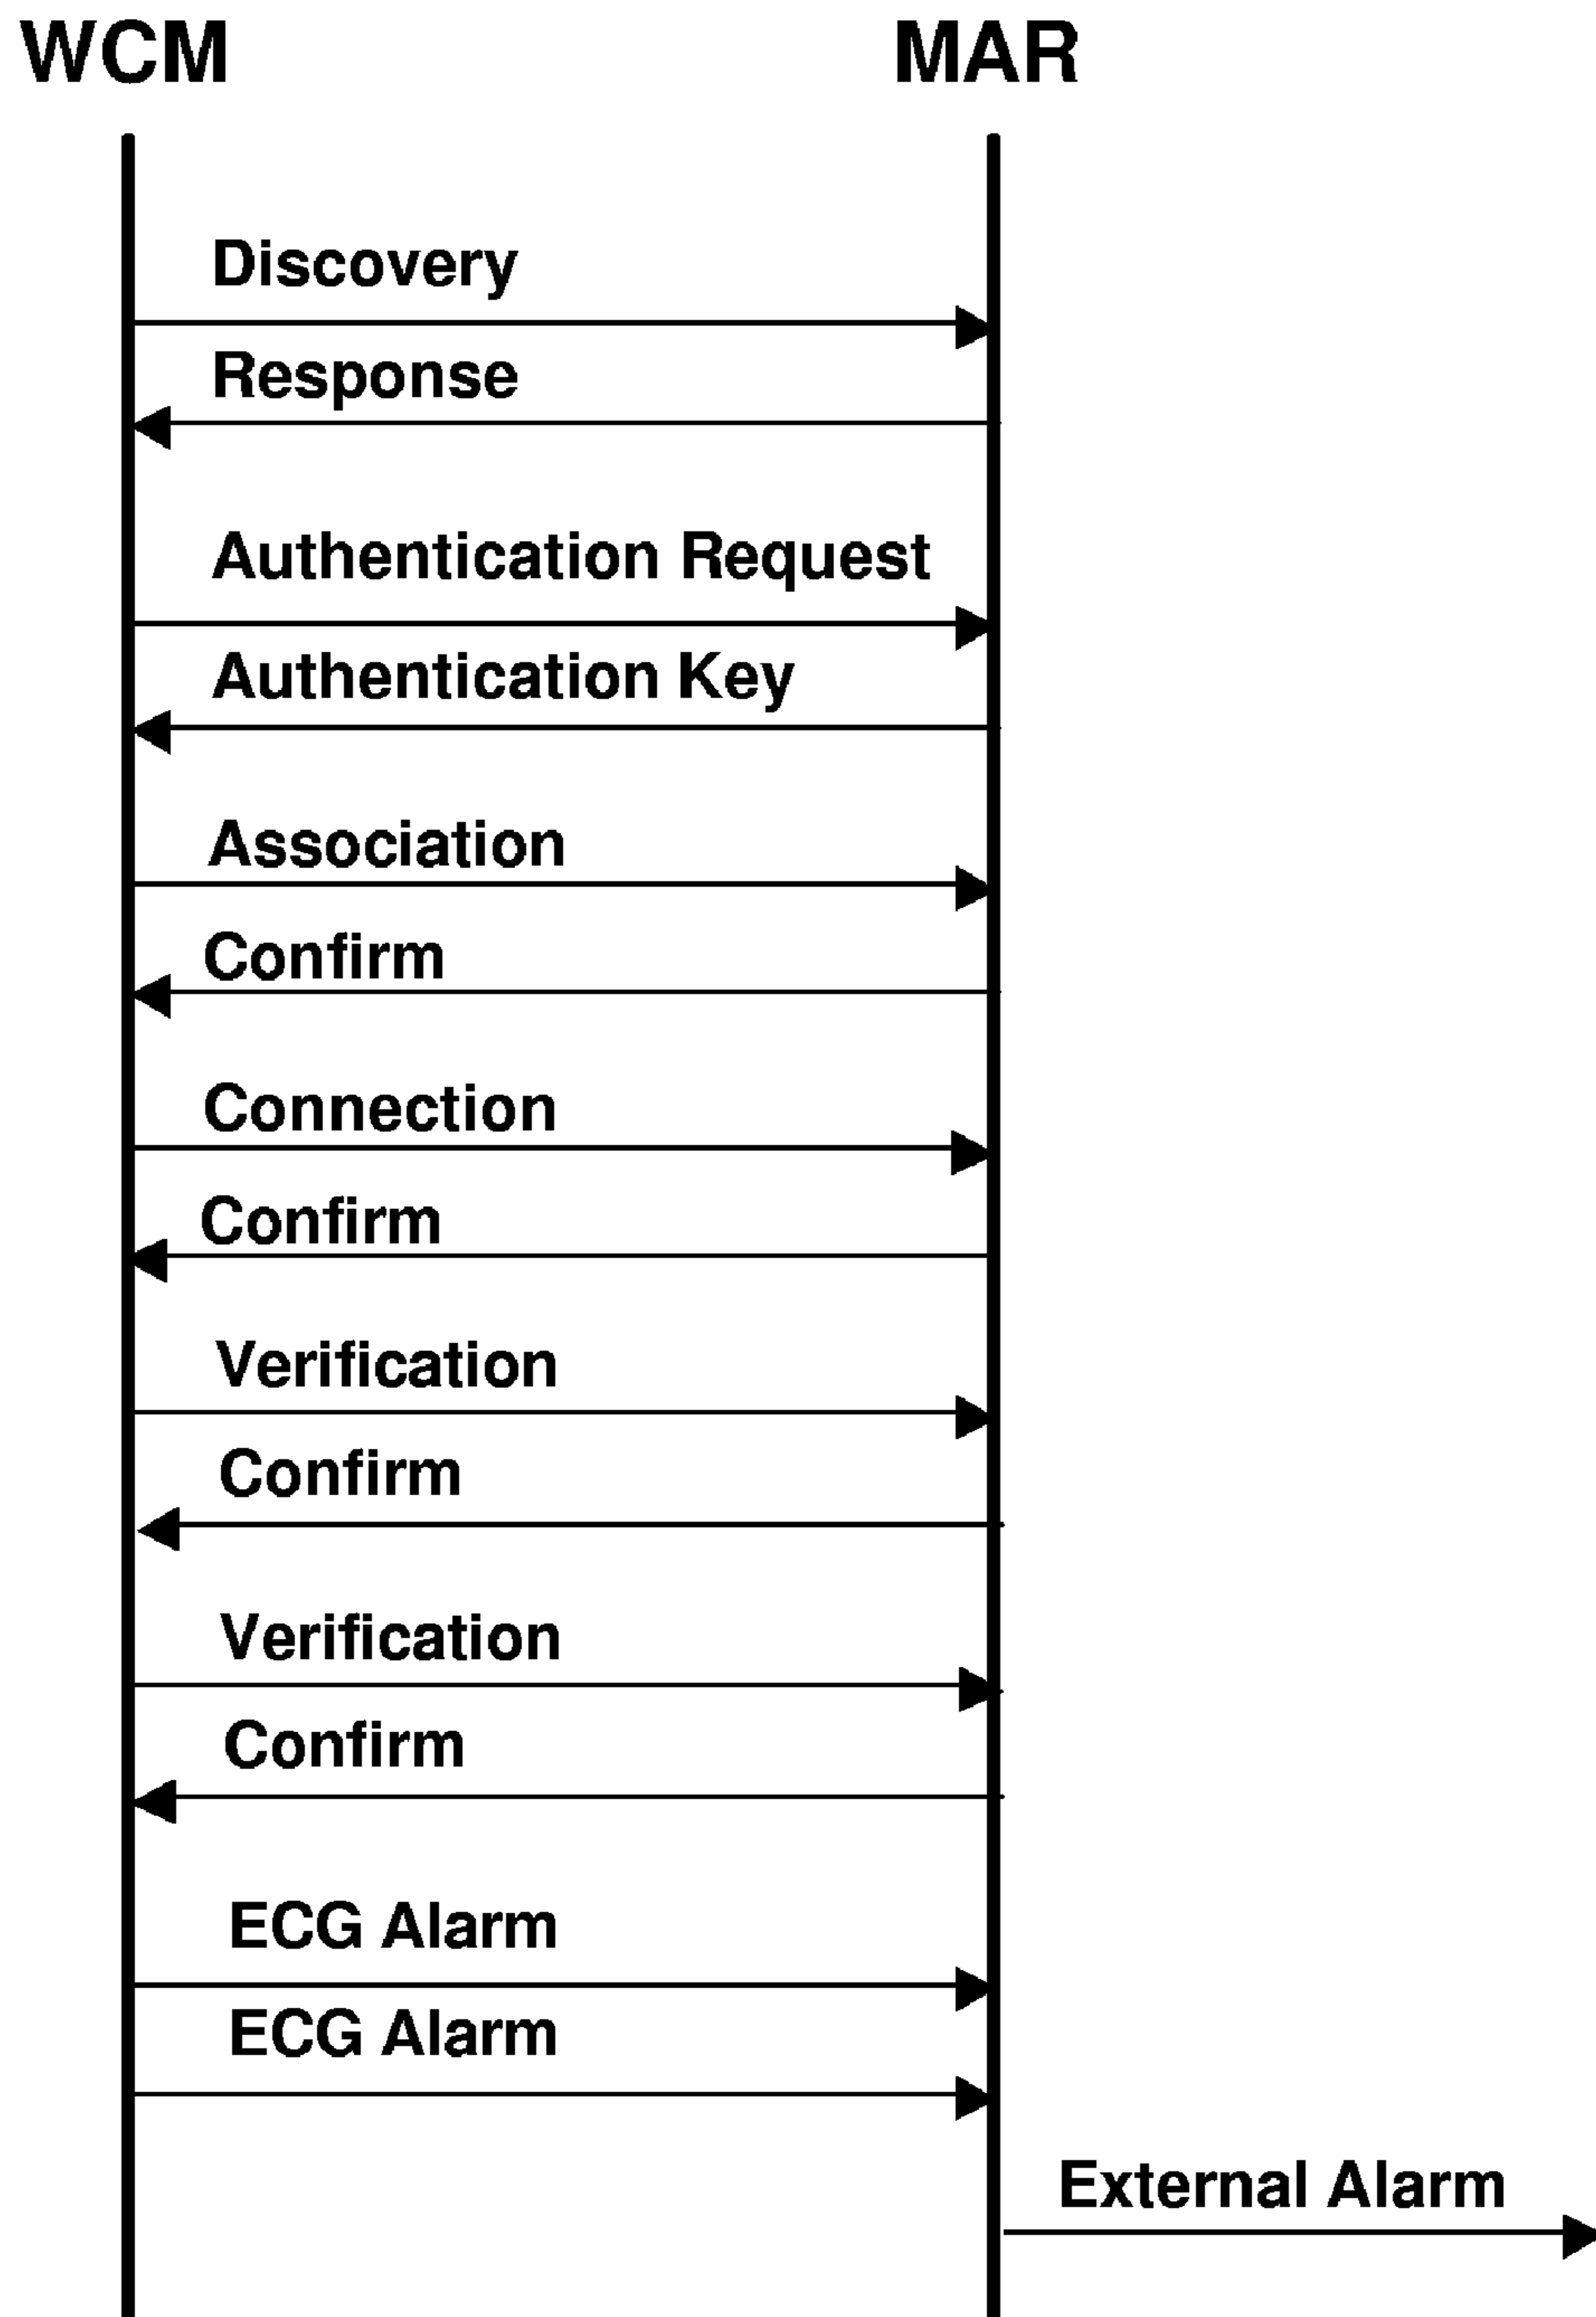 WCM MAR
Discovery
Response
Authentication Request
Authentication Key
Association
Confirm
Connection
Confirm
Verification
Confirm
Verification
Confirm
ECG Alarm
ECG Alarm
External Alarm